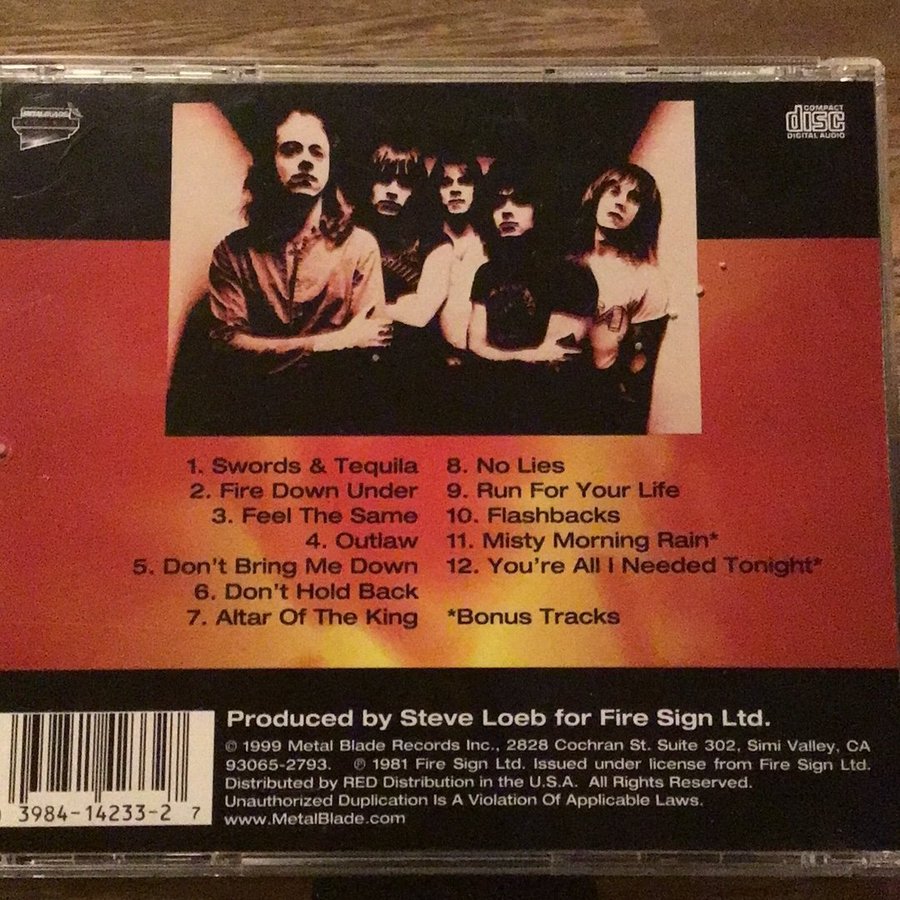 METAL BLADE
COMPACT
disc
DIGITAL AUDIO
1. Swords & Tequila
2. Fire Down Under
3. Feel The Same
4. Outlaw
5. Don't Bring Me Down
6. Don't Hold Back
7. Altar Of The King
8. No Lies
9. Run For Your Life
10. Flashbacks
11. Misty Morning Rain*
12. You're All I Needed Tonight*
*Bonus Tracks
Produced by Steve Loeb for Fire Sign Ltd.
© 1999 Metal Blade Records Inc., 2828 Cochran St. Suite 302, Simi Valley, CA
93065-2793. ℗ 1981 Fire Sign Ltd. Issued under license from Fire Sign Ltd.
Distributed by RED Distribution in the U.S.A. All Rights Reserved.
Unauthorized Duplication Is A Violation Of Applicable Laws.
www.MetalBlade.com
3984-14233-2 7